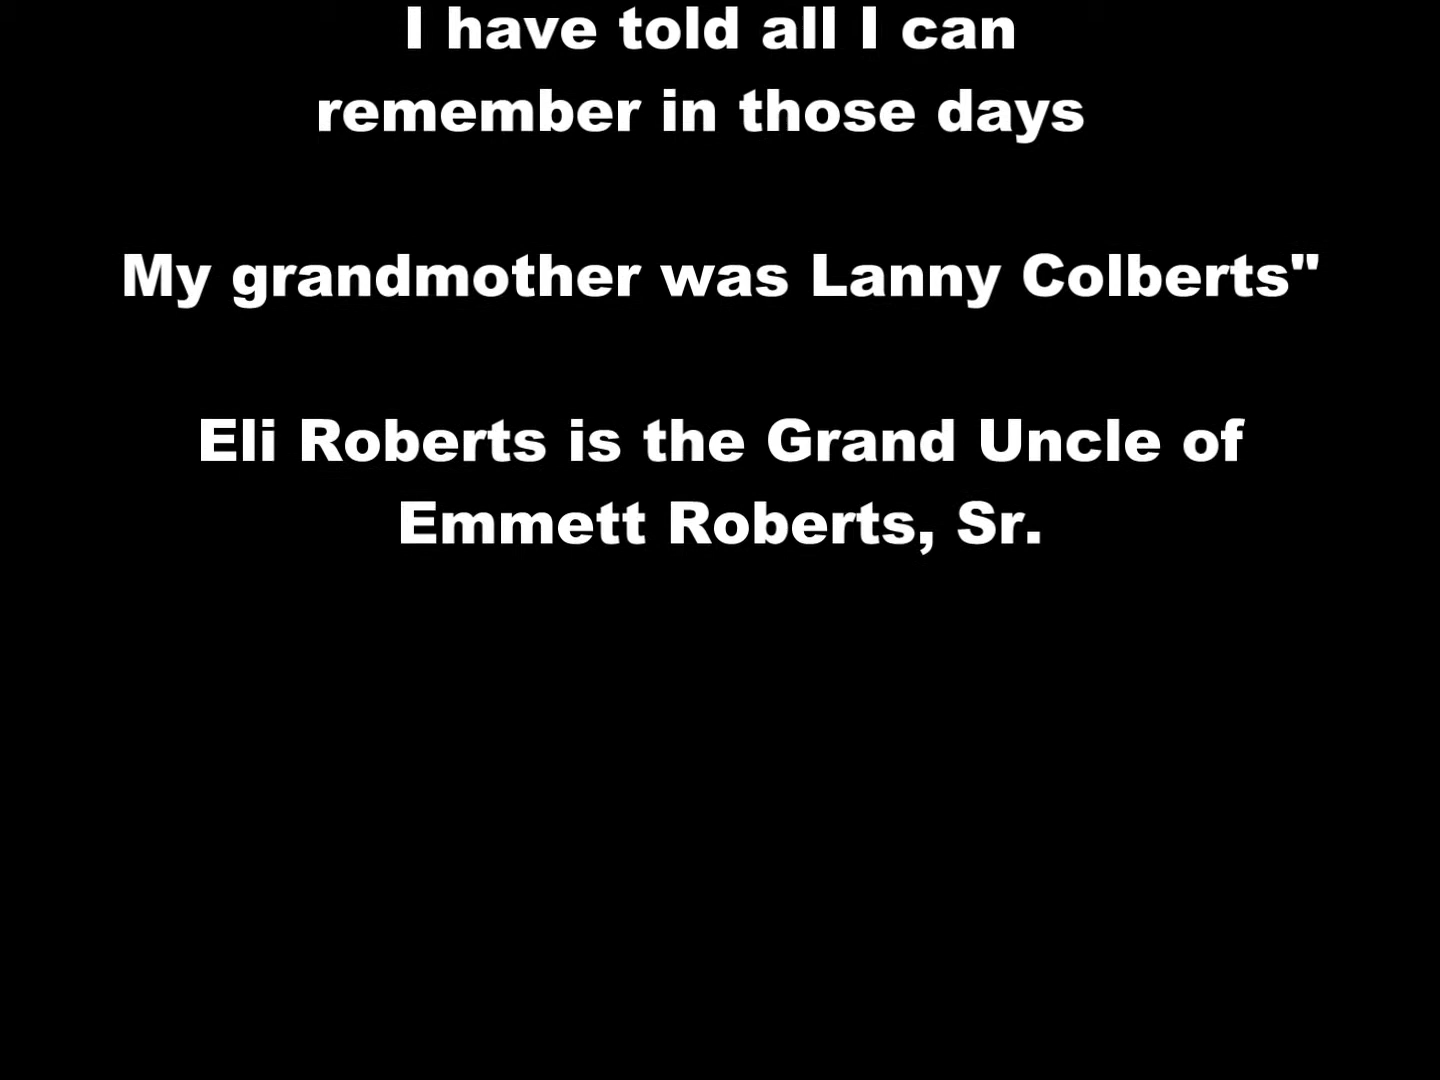 I have told all I can
remember in those days
My grandmother was Lanny Colberts"
Eli Roberts is the Grand Uncle of
Emmett Roberts, Sr.